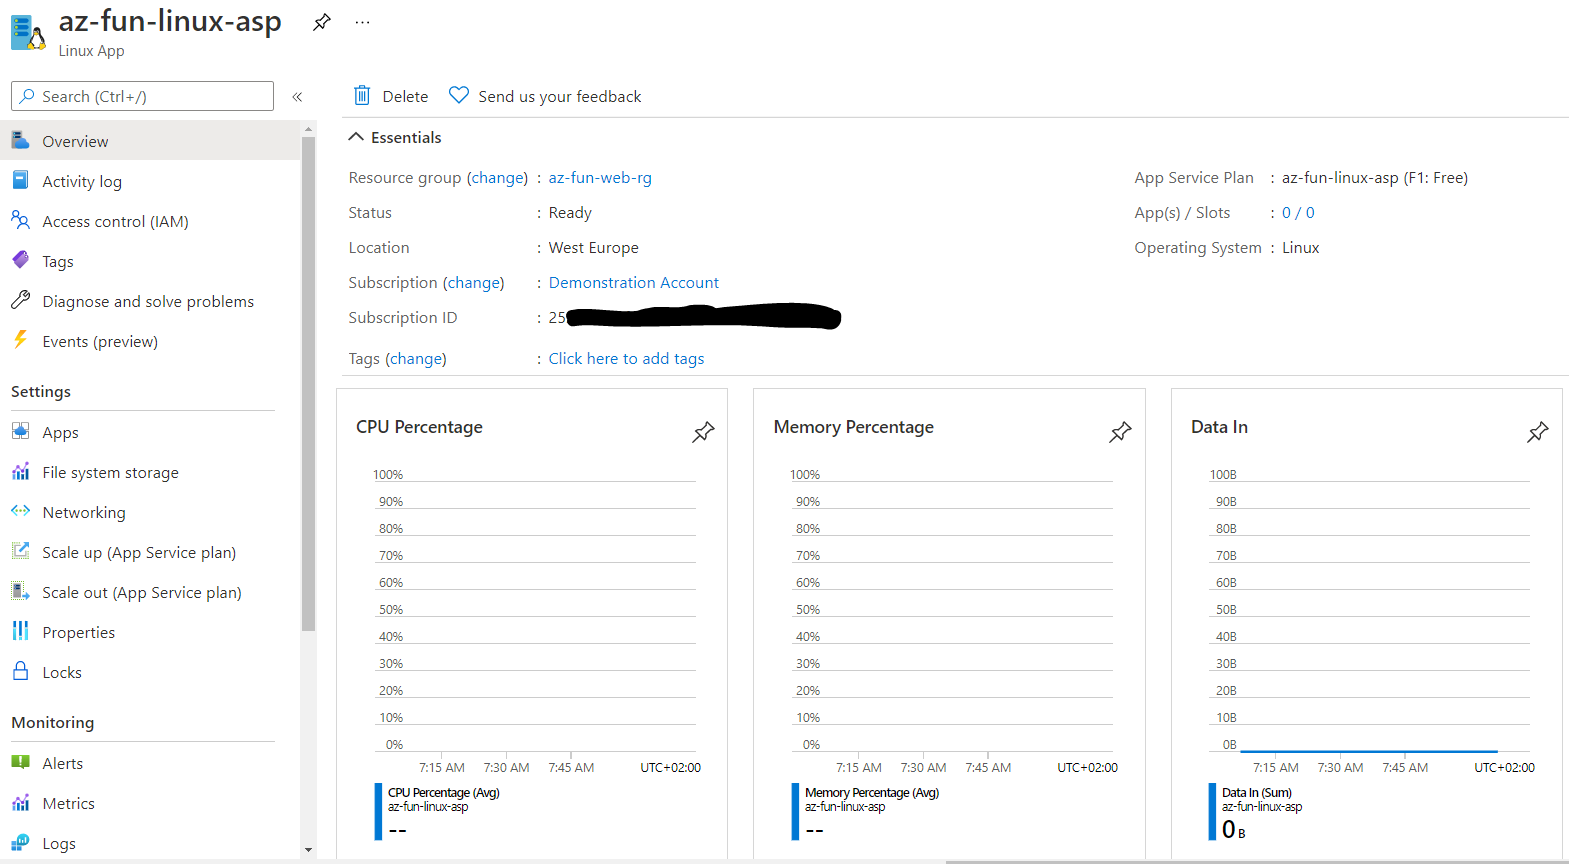 az-fun-linux-asp
Linux App
Search (Ctrl+/)
«
Overview
Activity log
Access control (IAM)
Tags
Diagnose and solve problems
Events (preview)
Settings
Apps
File system storage
Networking
Scale up (App Service plan)
Scale out (App Service plan)
Properties
Locks
Monitoring
Alerts
Metrics
Logs
Delete
Send us your feedback
Essentials
Resource group (change) : az-fun-web-rg
Status : Ready
Location : West Europe
Subscription (change) : Demonstration Account
Subscription ID : 25
Tags (change) : Click here to add tags
App Service Plan : az-fun-linux-asp (F1: Free)
App(s) / Slots : 0 / 0
Operating System : Linux
CPU Percentage
100%
90%
80%
70%
60%
50%
40%
30%
20%
10%
0%
7:15 AM 7:30 AM 7:45 AM UTC+02:00
CPU Percentage (Avg)
az-fun-linux-asp
--
Memory Percentage
100%
90%
80%
70%
60%
50%
40%
30%
20%
10%
0%
7:15 AM 7:30 AM 7:45 AM UTC+02:00
Memory Percentage (Avg)
az-fun-linux-asp
--
Data In
100B
90B
80B
70B
60B
50B
40B
30B
20B
10B
0B
7:15 AM 7:30 AM 7:45 AM UTC+02:00
Data In (Sum)
az-fun-linux-asp
0 B